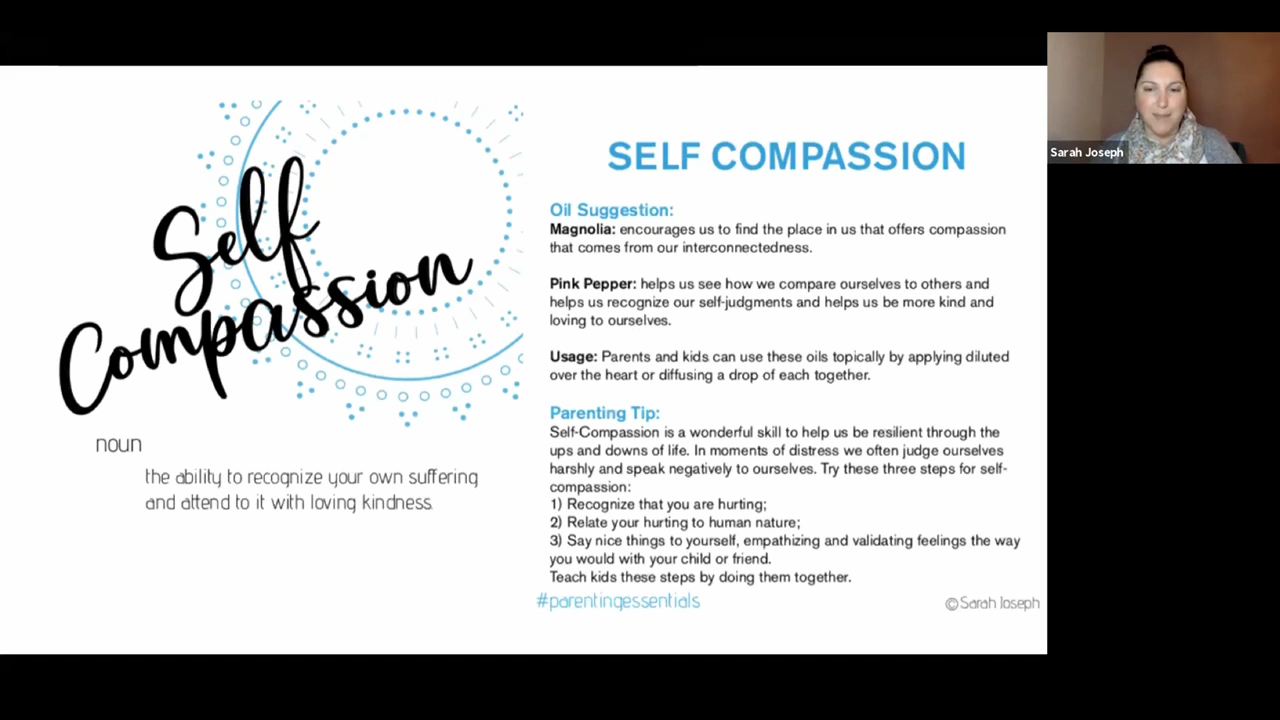 Self
Compassion
noun
the ability to recognize your own suffering
and attend to it with loving kindness.
SELF COMPASSION
Oil Suggestion:
Magnolia: encourages us to find the place in us that offers compassion
that comes from our interconnectedness.
Pink Pepper: helps us see how we compare ourselves to others and
helps us recognize our self-judgments and helps us be more kind and
loving to ourselves.
Usage: Parents and kids can use these oils topically by applying diluted
over the heart or diffusing a drop of each together.
Parenting Tip:
Self-Compassion is a wonderful skill to help us be resilient through the
ups and downs of life. In moments of distress we often judge ourselves
harshly and speak negatively to ourselves. Try these three steps for self-
compassion:
1) Recognize that you are hurting;
2) Relate your hurting to human nature;
3) Say nice things to yourself, empathizing and validating feelings the way
you would with your child or friend.
Teach kids these steps by doing them together.
#parentingessentials
©Sarah Joseph
Sarah Joseph